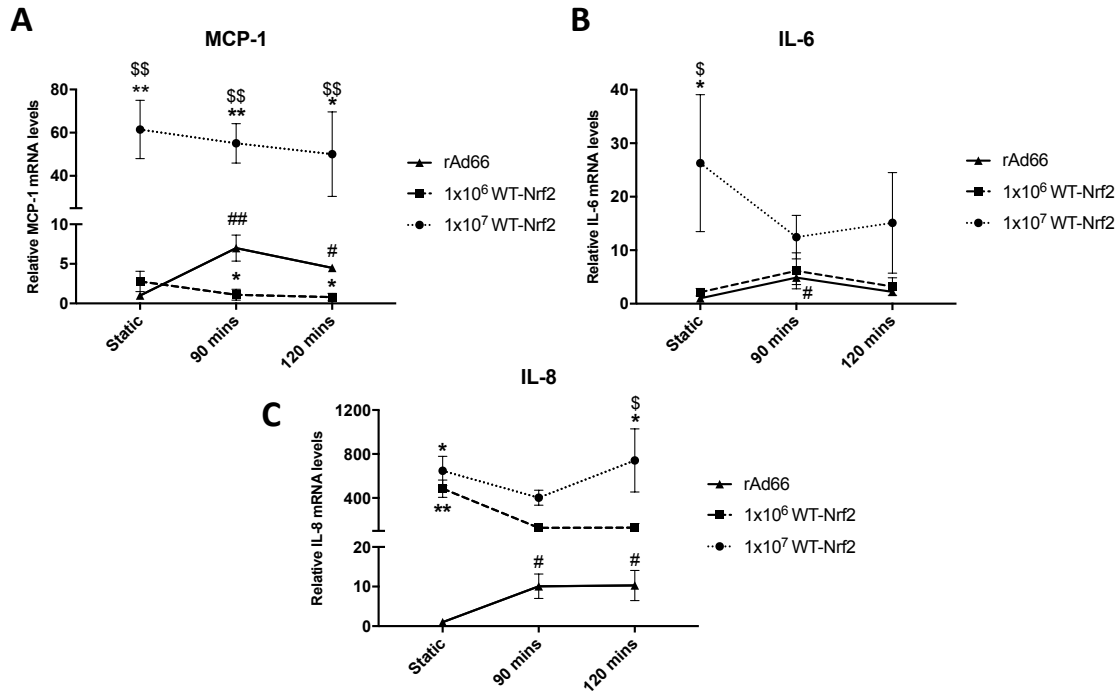 A
MCP-1
Relative MCP-1 mRNA levels
80
60
40
10
5
0
$$
**
$$
**
$$
*
##
#
*
*
Static
90 mins
120 mins
rAd66
1x10⁶ WT-Nrf2
1x10⁷ WT-Nrf2
B
IL-6
Relative IL-6 mRNA levels
40
30
20
10
0
$
*
#
Static
90 mins
120 mins
rAd66
1x10⁶ WT-Nrf2
1x10⁷ WT-Nrf2
C
IL-8
Relative IL-8 mRNA levels
1200
800
400
20
10
0
*
**
$
*
#
#
Static
90 mins
120 mins
rAd66
1x10⁶ WT-Nrf2
1x10⁷ WT-Nrf2